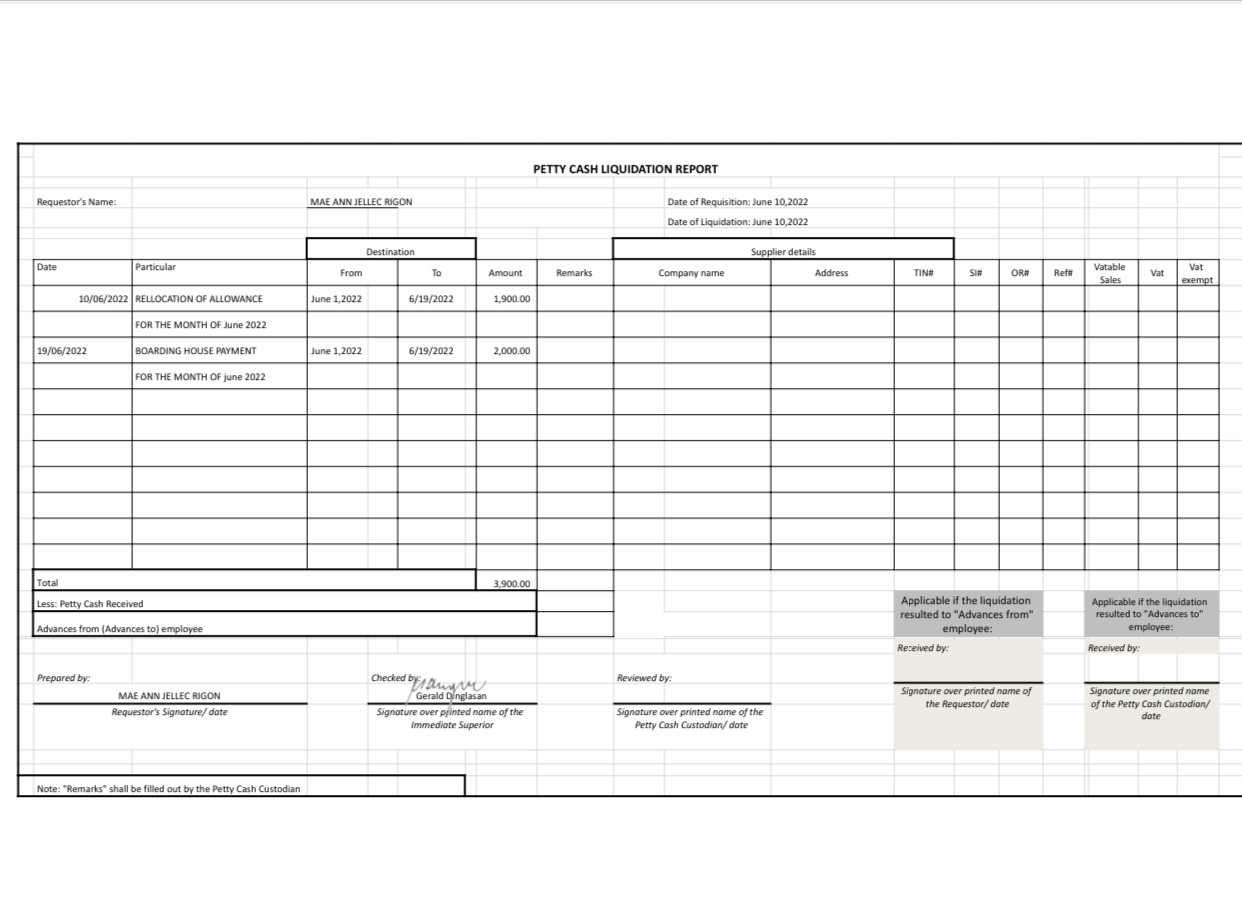 PETTY CASH LIQUIDATION REPORT
Requestor's Name: MAE ANN JELLEC RIGON Date of Requisition: June 10,2022
Date of Liquidation: June 10,2022
Destination Supplier details
Date Particular From To Amount Remarks Company name Address TIN# SI# OR# Ref# Vatable Sales Vat Vat exempt
10/06/2022 RELLOCATION OF ALLOWANCE June 1,2022 6/19/2022 1,900.00
FOR THE MONTH OF June 2022
19/06/2022 BOARDING HOUSE PAYMENT June 1,2022 6/19/2022 2,000.00
FOR THE MONTH OF june 2022
Total 3,900.00
Less: Petty Cash Received
Advances from (Advances to) employee
Applicable if the liquidation
resulted to "Advances from"
employee:
Applicable if the liquidation
resulted to "Advances to"
employee:
Received by: Received by:
Prepared by: Checked by: Reviewed by:
MAE ANN JELLEC RIGON Gerald Dinglasan
Requestor's Signature/ date
Signature over printed name of the
Immediate Superior
Signature over printed name of the
Petty Cash Custodian/ date
Signature over printed name of
the Requestor/ date
Signature over printed name
of the Petty Cash Custodian/
date
Note: "Remarks" shall be filled out by the Petty Cash Custodian